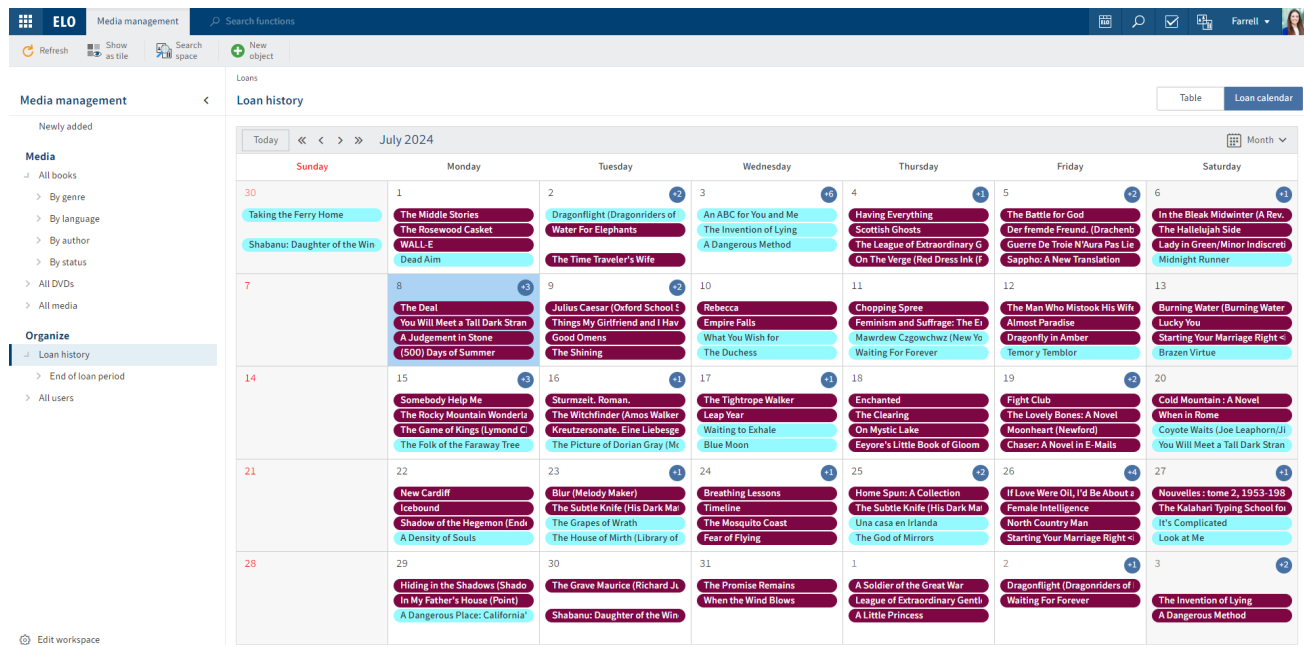 ELO Media management Search functions ELO Farrell
Refresh Show as tile Search space New object
Loans
Media management Loan history Table Loan calendar
Newly added
Media
All books
By genre
By language
By author
By status
All DVDs
All media
Organize
Loan history
End of loan period
All users
Edit workspace
Today July 2024 Month
Sunday Monday Tuesday Wednesday Thursday Friday Saturday
30
Taking the Ferry Home
Shabanu: Daughter of the Win
1
The Middle Stories
The Rosewood Casket
WALL-E
Dead Aim
2 +2
Dragonflight (Dragonriders of
Water For Elephants
The Time Traveler's Wife
3 +6
An ABC for You and Me
The Invention of Lying
A Dangerous Method
4 +1
Having Everything
Scottish Ghosts
The League of Extraordinary G
On The Verge (Red Dress Ink (F
5 +2
The Battle for God
Der fremde Freund. (Drachenb
Guerre De Troie N'Aura Pas Lie
Sappho: A New Translation
6 +1
In the Bleak Midwinter (A Rev.
The Hallelujah Side
Lady in Green/Minor Indiscreti
Midnight Runner
7
8 +3
The Deal
You Will Meet a Tall Dark Stran
A Judgement in Stone
(500) Days of Summer
9 +2
Julius Caesar (Oxford School S
Things My Girlfriend and I Hav
Good Omens
The Shining
10
Rebecca
Empire Falls
What You Wish for
The Duchess
11
Chopping Spree
Feminism and Suffrage: The Er
Mawrdew Czgowchwz (New Yo
Waiting For Forever
12
The Man Who Mistook His Wife
Almost Paradise
Dragonfly in Amber
Temor y Temblor
13
Burning Water (Burning Water
Lucky You
Starting Your Marriage Right <i
Brazen Virtue
14
15 +3
Somebody Help Me
The Rocky Mountain Wonderla
The Game of Kings (Lymond Cl
The Folk of the Faraway Tree
16 +1
Sturmzeit. Roman.
The Witchfinder (Amos Walker
Kreutzersonate. Eine Liebesge
The Picture of Dorian Gray (Mo
17 +1
The Tightrope Walker
Leap Year
Waiting to Exhale
Blue Moon
18
Enchanted
The Clearing
On Mystic Lake
Eeyore's Little Book of Gloom
19 +2
Fight Club
The Lovely Bones: A Novel
Moonheart (Newford)
Chaser: A Novel in E-Mails
20
Cold Mountain : A Novel
When in Rome
Coyote Waits (Joe Leaphorn/Ji
You Will Meet a Tall Dark Stran
21
22
New Cardiff
Icebound
Shadow of the Hegemon (Ende
A Density of Souls
23 +1
Blur (Melody Maker)
The Subtle Knife (His Dark Mat
The Grapes of Wrath
The House of Mirth (Library of
24 +1
Breathing Lessons
Timeline
The Mosquito Coast
Fear of Flying
25 +2
Home Spun: A Collection
The Subtle Knife (His Dark Mat
Una casa en Irlanda
The God of Mirrors
26 +4
If Love Were Oil, I'd Be About a
Female Intelligence
North Country Man
Starting Your Marriage Right <i
27 +1
Nouvelles : tome 2, 1953-198
The Kalahari Typing School for
It's Complicated
Look at Me
28
29
Hiding in the Shadows (Shado
In My Father's House (Point)
A Dangerous Place: California'
30
The Grave Maurice (Richard Ju
Shabanu: Daughter of the Win
31
The Promise Remains
When the Wind Blows
1
A Soldier of the Great War
League of Extraordinary Gentle
A Little Princess
2 +1
Dragonflight (Dragonriders of
Waiting For Forever
3 +2
The Invention of Lying
A Dangerous Method